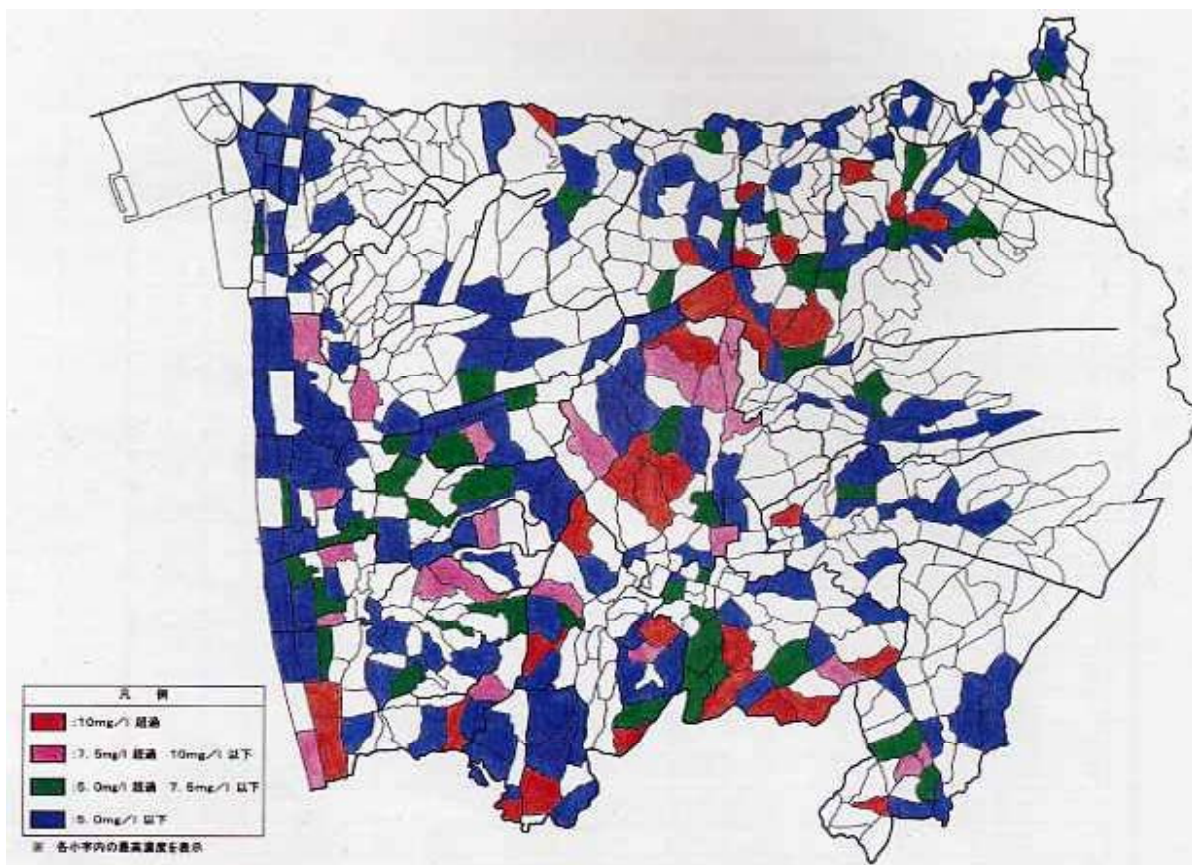 凡 例
:10mg/l 超過
:7.5mg/l 超過 10mg/l 以下
:5.0mg/l 超過 7.5mg/l 以下
:5.0mg/l 以下
※ 各小字内の最高濃度を表示